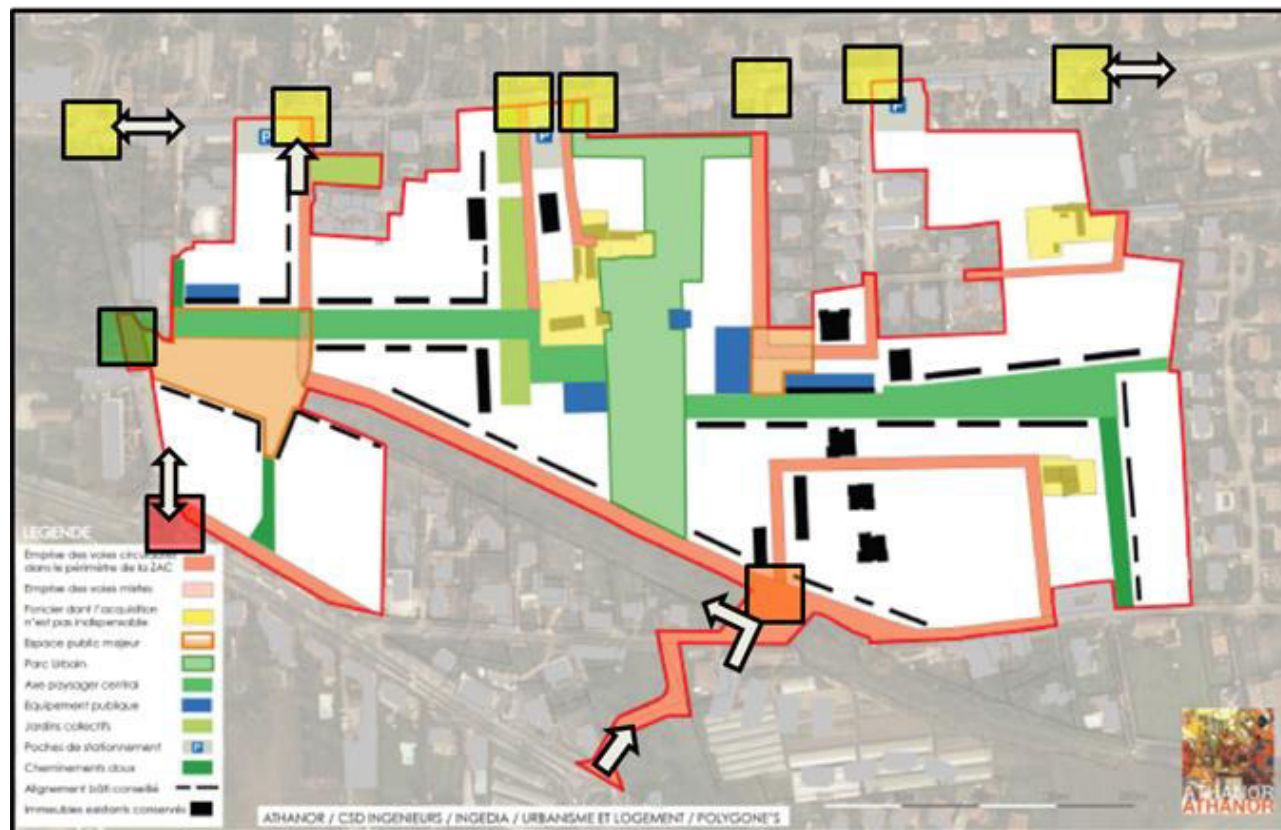 P
P
P
LEGENDE
Emprise des voies circulables
dans le périmètre de la ZAC
Emprise des voies mixtes
Foncier dont l'acquisition
n'est pas indispensable
Espace public majeur
Parc Urbain
Axe paysager central
Equipement publique
Jardins collectifs
Poches de stationnement
P
Cheminements doux
Alignement bâti conseillé
Immeubles existants conservés
ATHANOR / CSD INGENIEURS / INGEDIA / URBANISME ET LOGEMENT / POLYGONE'S
ATHANOR
ATHANOR